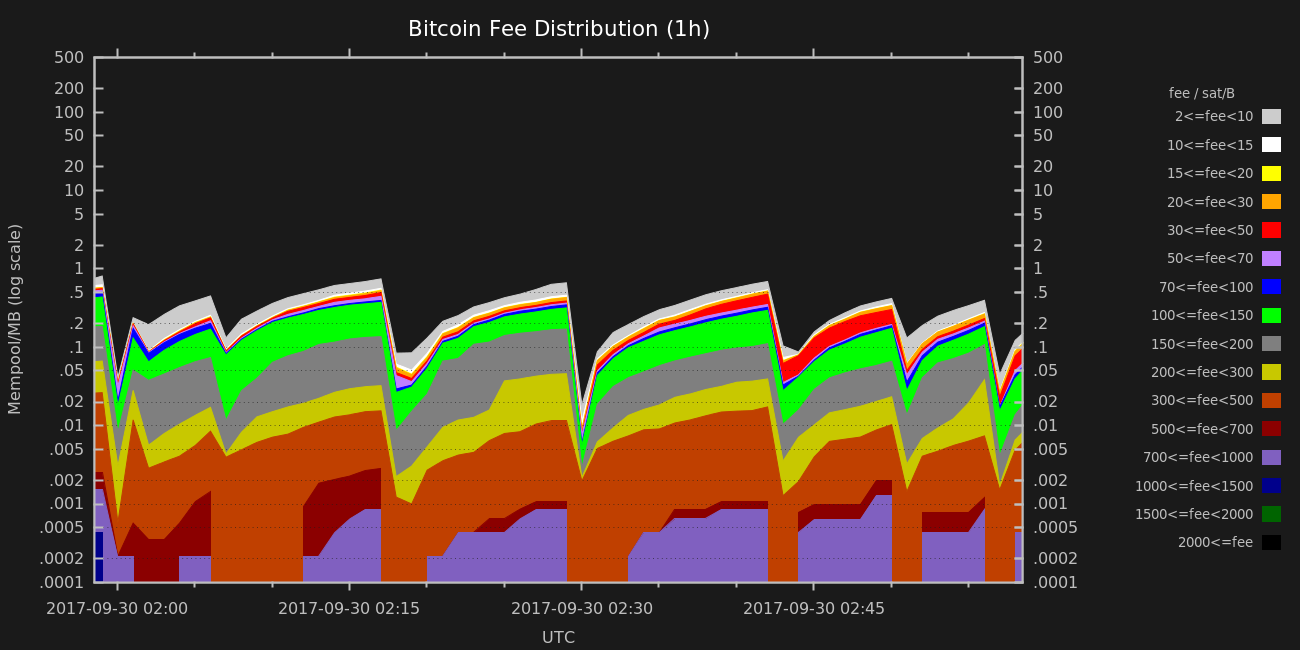 Bitcoin Fee Distribution (1h)
500
200
100
50
20
10
5
2
1
.5
.2
.1
.05
.02
.01
.005
.002
.001
.0005
.0002
.0001
Mempool/MB (log scale)
500
200
100
50
20
10
5
2
1
.5
.2
.1
.05
.02
.01
.005
.002
.001
.0005
.0002
.0001
2017-09-30 02:00
2017-09-30 02:15
2017-09-30 02:30
2017-09-30 02:45
UTC
fee / sat/B
2<=fee<10
10<=fee<15
15<=fee<20
20<=fee<30
30<=fee<50
50<=fee<70
70<=fee<100
100<=fee<150
150<=fee<200
200<=fee<300
300<=fee<500
500<=fee<700
700<=fee<1000
1000<=fee<1500
1500<=fee<2000
2000<=fee